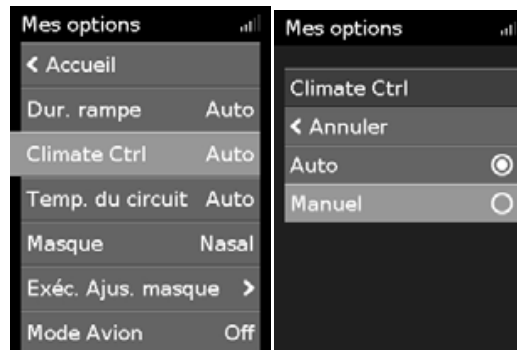 Mes options
< Accueil
Dur. rampe Auto
Climate Ctrl Auto
Temp. du circuit Auto
Masque Nasal
Exéc. Ajus. masque >
Mode Avion Off
Mes options
Climate Ctrl
< Annuler
Auto
Manuel